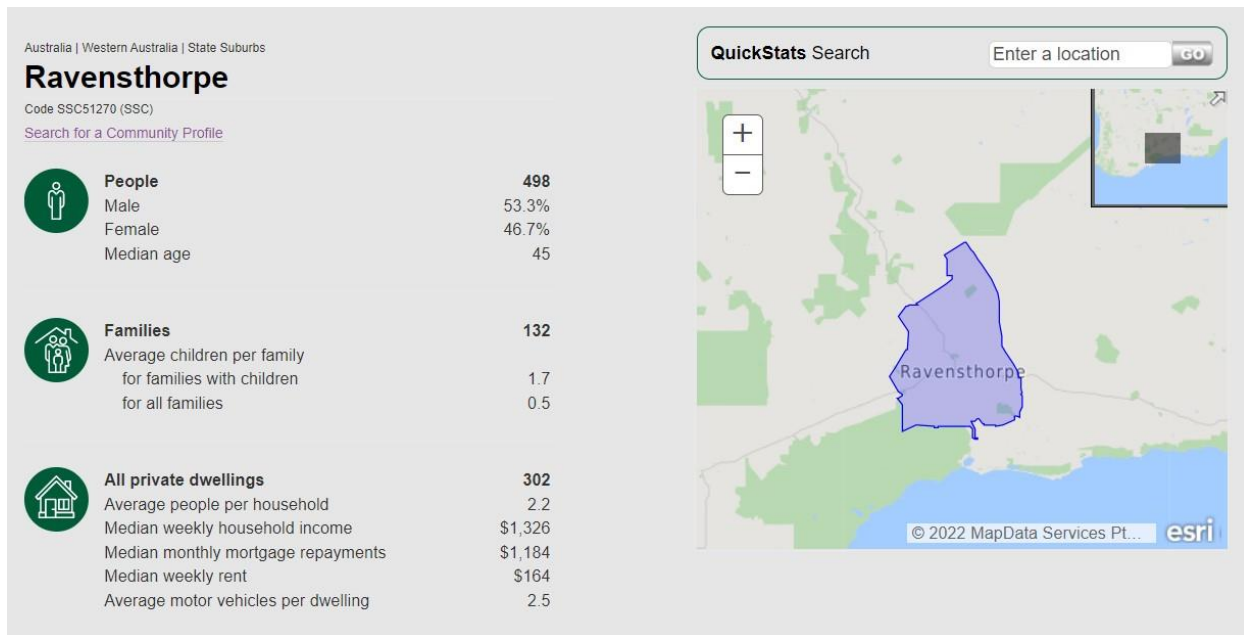 Australia | Western Australia | State Suburbs
Ravensthorpe
Code SSC51270 (SSC)
Search for a Community Profile
People 498
Male 53.3%
Female 46.7%
Median age 45
Families 132
Average children per family
for families with children 1.7
for all families 0.5
All private dwellings 302
Average people per household 2.2
Median weekly household income $1,326
Median monthly mortgage repayments $1,184
Median weekly rent $164
Average motor vehicles per dwelling 2.5
QuickStats Search Enter a location GO
+
−
Ravensthorpe
© 2022 MapData Services Pt... esri